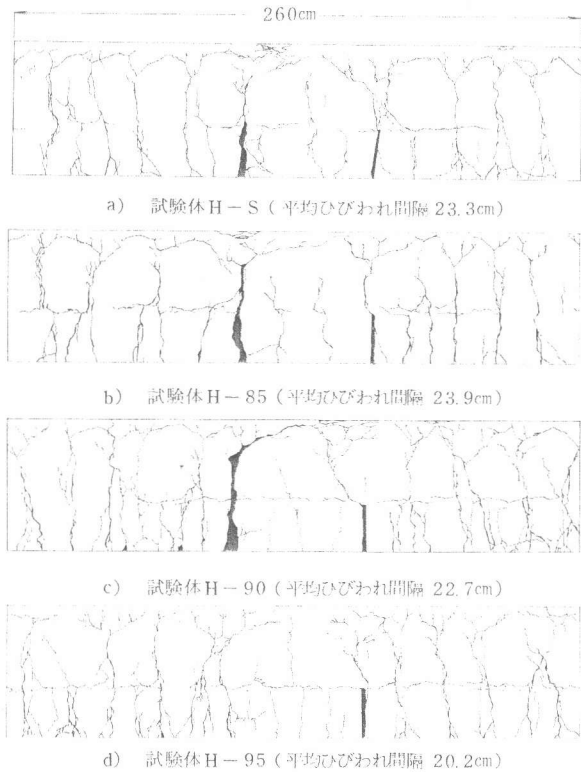 260cm
a) 試験体H-S(平均ひびわれ間隔 23.3cm)
b) 試験体H-85(平均ひびわれ間隔 23.9cm)
c) 試験体H-90(平均ひびわれ間隔 22.7cm)
d) 試験体H-95(平均ひびわれ間隔 20.2cm)